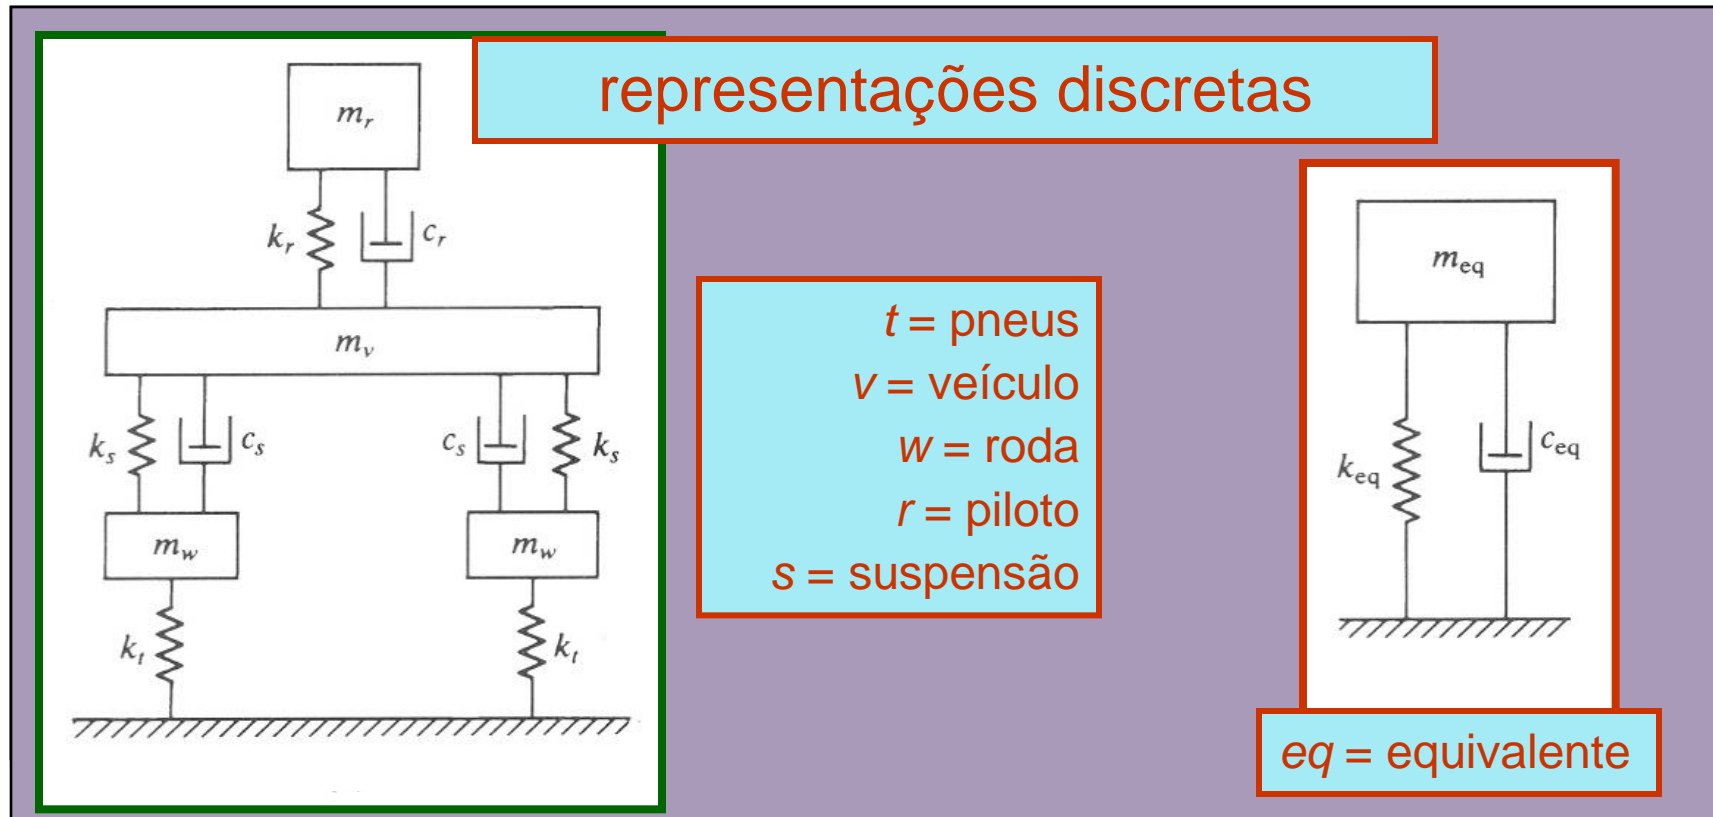 representações discretas
m_r
k_r c_r
m_v
k_s c_s c_s k_s
m_w m_w
k_t k_t
t = pneus
v = veículo
w = roda
r = piloto
s = suspensão
m_eq
k_eq c_eq
eq = equivalente